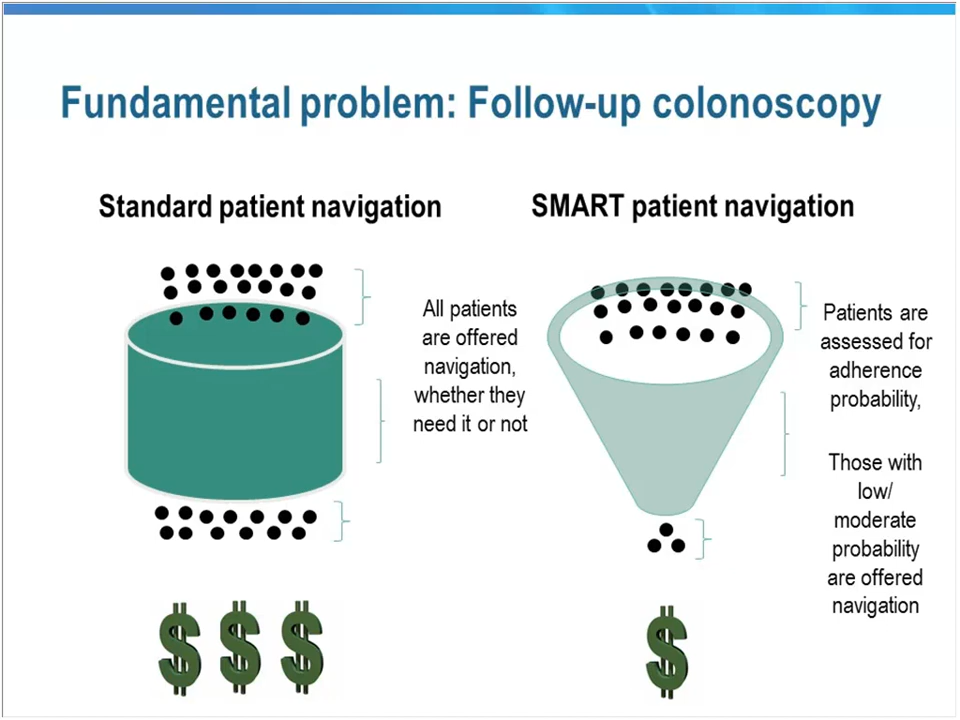 Fundamental problem: Follow-up colonoscopy
Standard patient navigation
All patients
are offered
navigation,
whether they
need it or not
SMART patient navigation
Patients are
assessed for
adherence
probability,
Those with
low/
moderate
probability
are offered
navigation
$ $ $
$